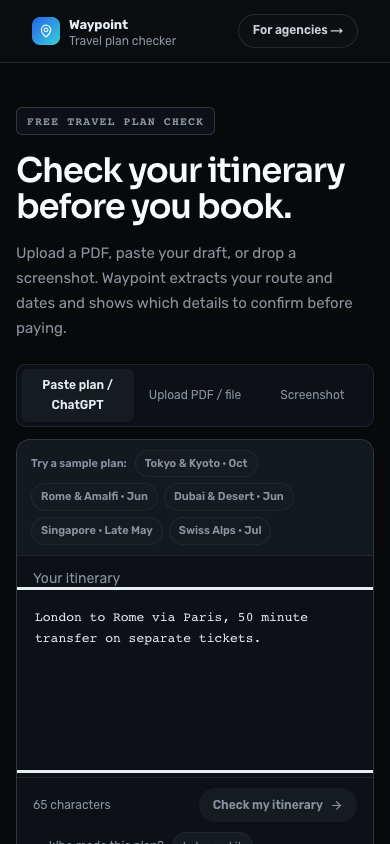 Waypoint
Travel plan checker
For agencies →
FREE TRAVEL PLAN CHECK
Check your itinerary
before you book.
Upload a PDF, paste your draft, or drop a
screenshot. Waypoint extracts your route and
dates and shows which details to confirm before
paying.
Paste plan /
ChatGPT
Upload PDF / file
Screenshot
Try a sample plan:
Tokyo & Kyoto · Oct
Rome & Amalfi · Jun
Dubai & Desert · Jun
Singapore · Late May
Swiss Alps · Jul
Your itinerary
London to Rome via Paris, 50 minute
transfer on separate tickets.
65 characters
Check my itinerary →
Who made this plan?